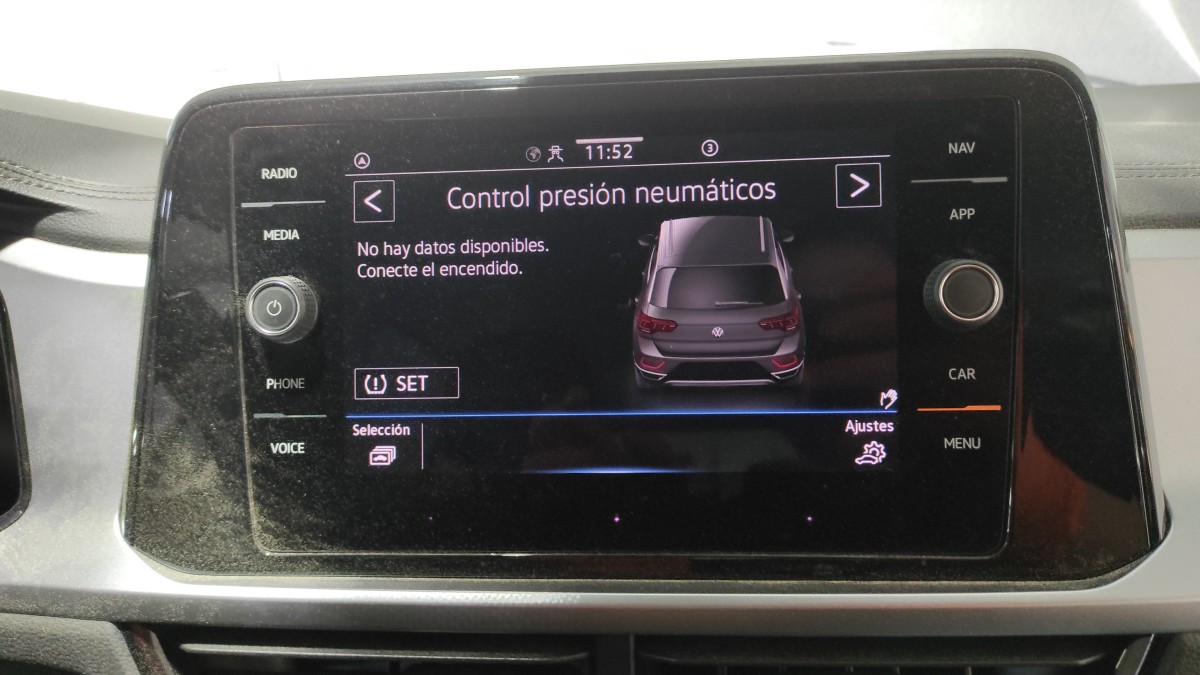 RADIO
MEDIA
PHONE
VOICE
11:52
3
Control presión neumáticos
No hay datos disponibles.
Conecte el encendido.
SET
Selección
Ajustes
NAV
APP
CAR
MENU